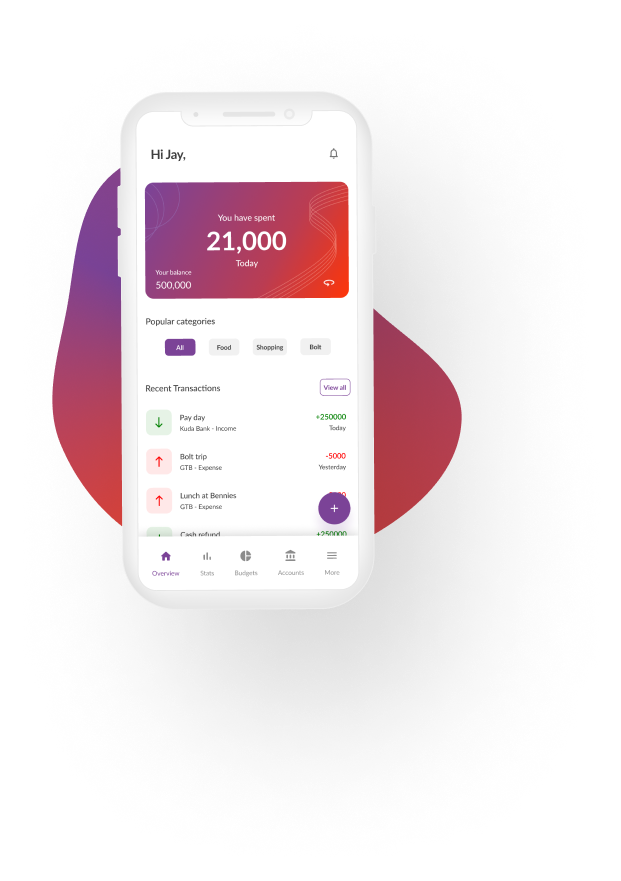 Hi Jay,
You have spent
21,000
Today
Your balance
500,000
Popular categories
All Food Shopping Bolt
Recent Transactions View all
Pay day +250000
Kuda Bank - Income Today
Bolt trip -5000
GTB - Expense Yesterday
Lunch at Bennies
GTB - Expense
+
Cash refund +250000
Overview Stats Budgets Accounts More